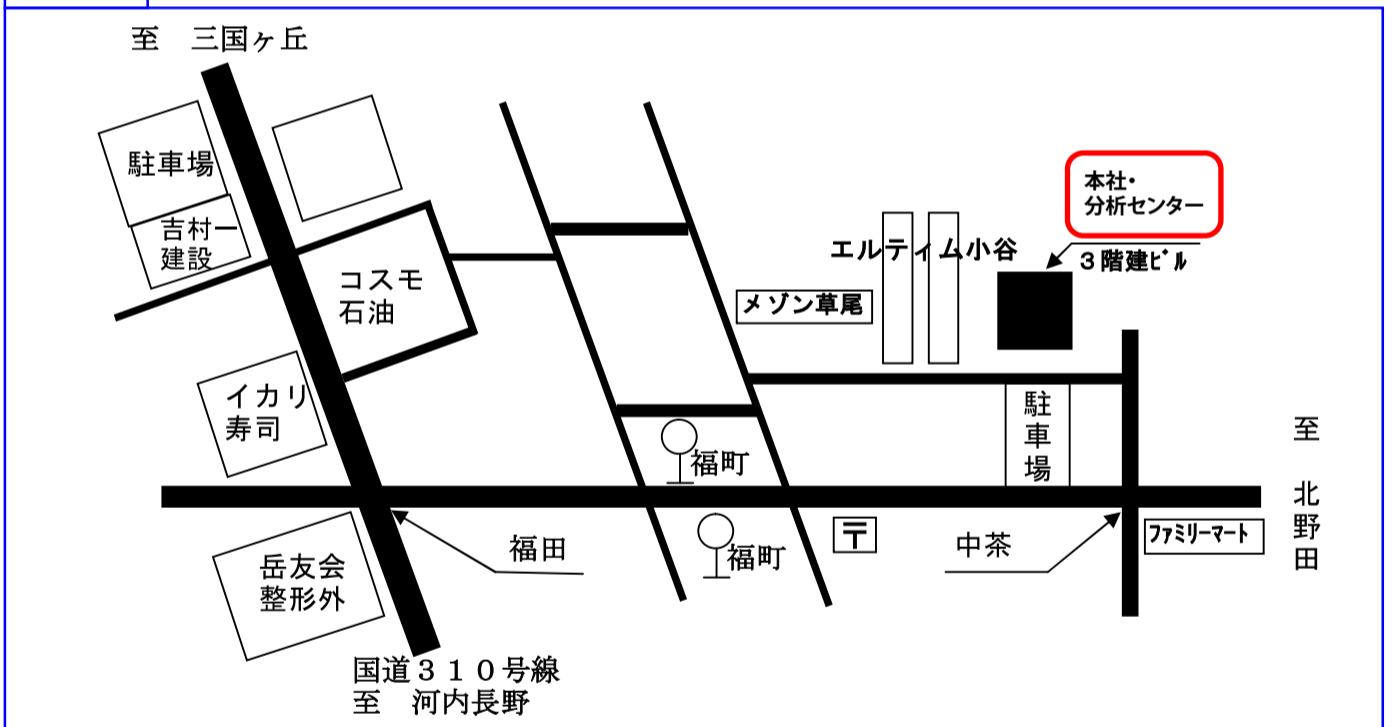 至　三国ヶ丘
駐車場
吉村一
建設
コスモ
石油
本社・
分析センター
エルティム小谷
3階建ビル
メゾン草尾
イカリ
寿司
駐車場
福町
至　北野田
福田
福町
〒
中茶
ファミリーマート
岳友会
整形外
国道３１０号線
至　河内長野